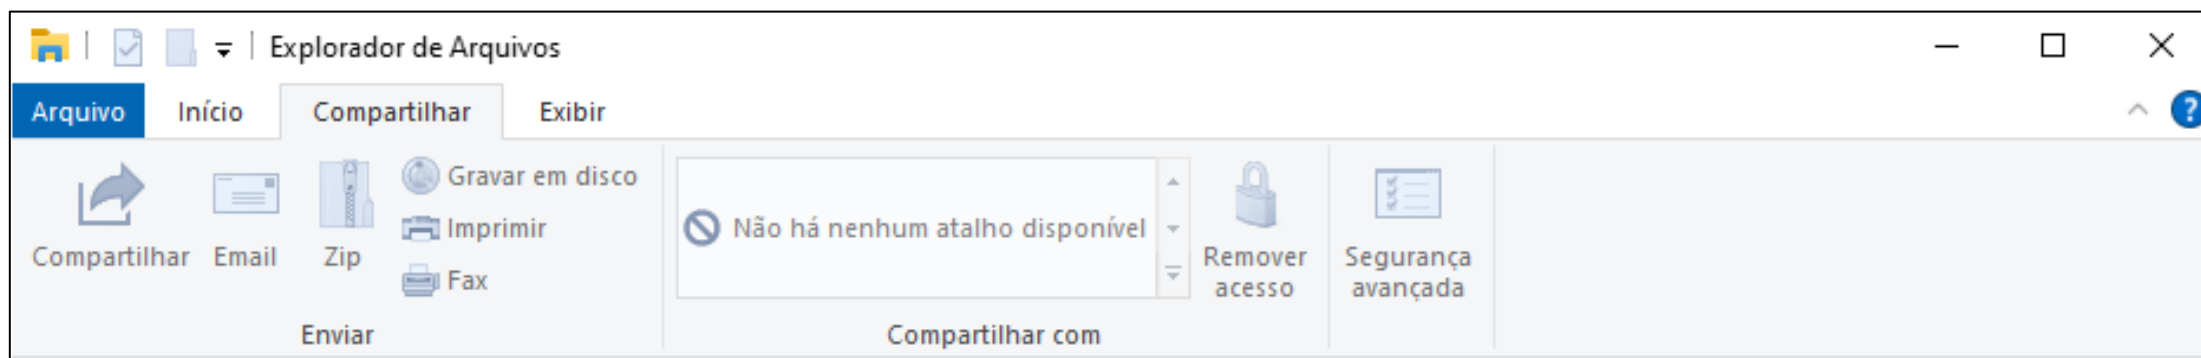 Explorador de Arquivos
Arquivo Início Compartilhar Exibir
?
Compartilhar
Email
Zip
Gravar em disco
Imprimir
Fax
Enviar
Não há nenhum atalho disponível
Remover
acesso
Compartilhar com
Segurança
avançada